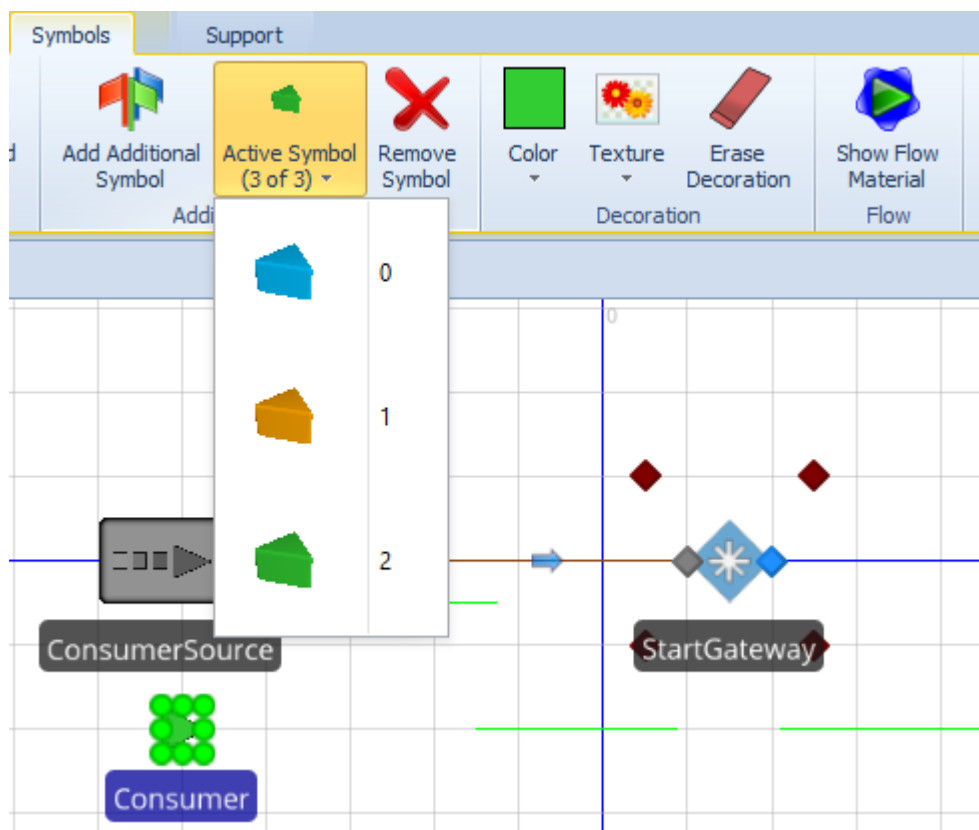 Symbols
Support
Add Additional
Symbol
Active Symbol
(3 of 3)
Remove
Symbol
Color
Texture
Erase
Decoration
Show Flow
Material
Addi
Decoration
Flow
0
1
2
0
ConsumerSource
StartGateway
Consumer